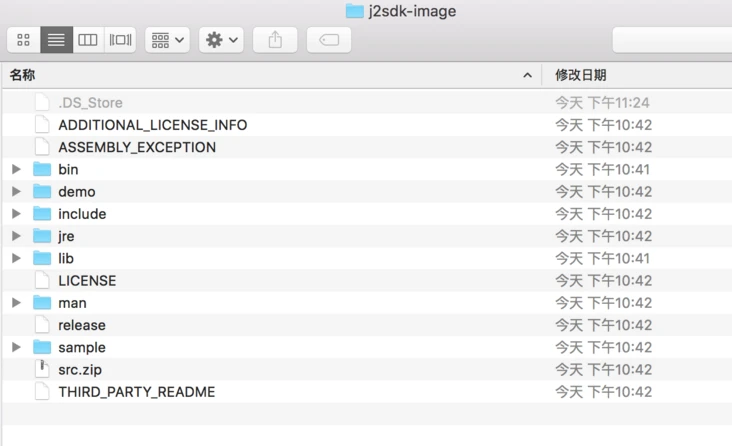 j2sdk-image
名称 修改日期
.DS_Store 今天 下午11:24
ADDITIONAL_LICENSE_INFO 今天 下午10:42
ASSEMBLY_EXCEPTION 今天 下午10:42
bin 今天 下午10:41
demo 今天 下午10:42
include 今天 下午10:42
jre 今天 下午10:42
lib 今天 下午10:41
LICENSE 今天 下午10:42
man 今天 下午10:42
release 今天 下午10:42
sample 今天 下午10:42
src.zip 今天 下午10:42
THIRD_PARTY_README 今天 下午10:42